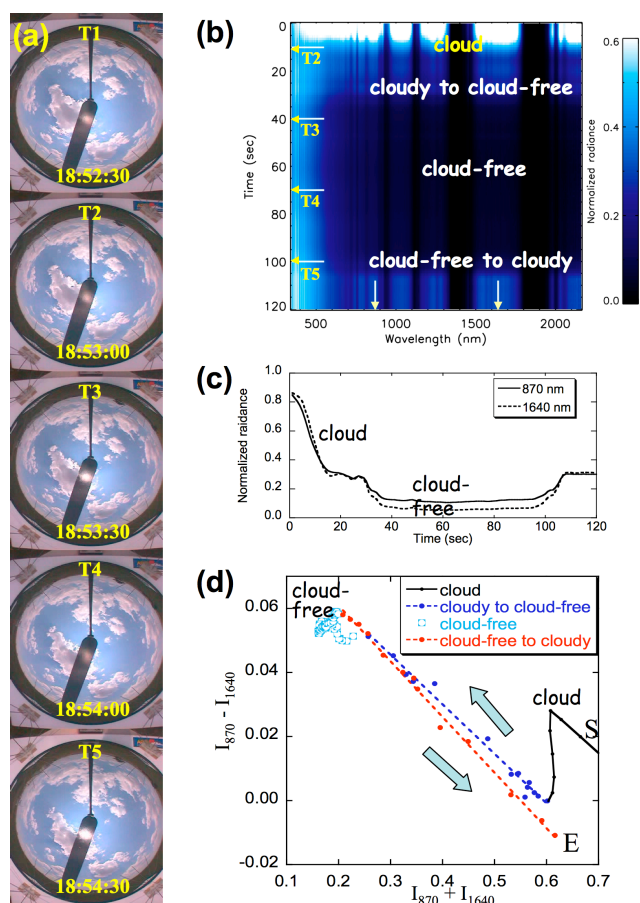 (a)
T1
18:52:30
T2
18:53:00
T3
18:53:30
T4
18:54:00
T5
18:54:30
(b)
0
20
40
60
80
100
120
Time (sec)
cloud
T2
cloudy to cloud-free
T3
cloud-free
T4
cloud-free to cloudy
T5
500 1000 1500 2000
Wavelength (nm)
0.6
0.4
0.2
0.0
Normalized radiance
(c)
1.0
0.8
0.6
0.4
0.2
0.0
Normalized raidance
870 nm
1640 nm
cloud
cloud-
free
0 20 40 60 80 100 120
Time (sec)
(d)
0.06
0.04
0.02
0.00
-0.02
I870 - I1640
cloud-
free
cloud
cloudy to cloud-free
cloud-free
cloud-free to cloudy
cloud
S
E
0.1 0.2 0.3 0.4 0.5 0.6 0.7
I870 + I1640